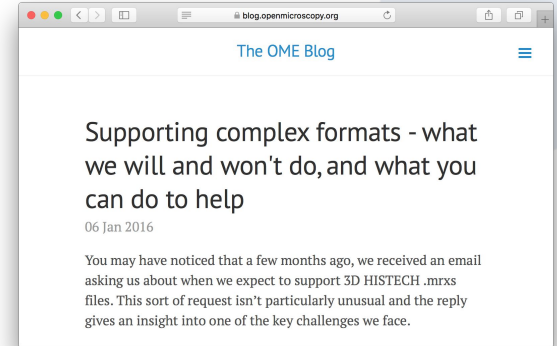 blog.openmicroscopy.org
The OME Blog
Supporting complex formats - what
we will and won't do, and what you
can do to help
06 Jan 2016
You may have noticed that a few months ago, we received an email
asking us about when we expect to support 3D HISTECH .mrxs
files. This sort of request isn’t particularly unusual and the reply
gives an insight into one of the key challenges we face.